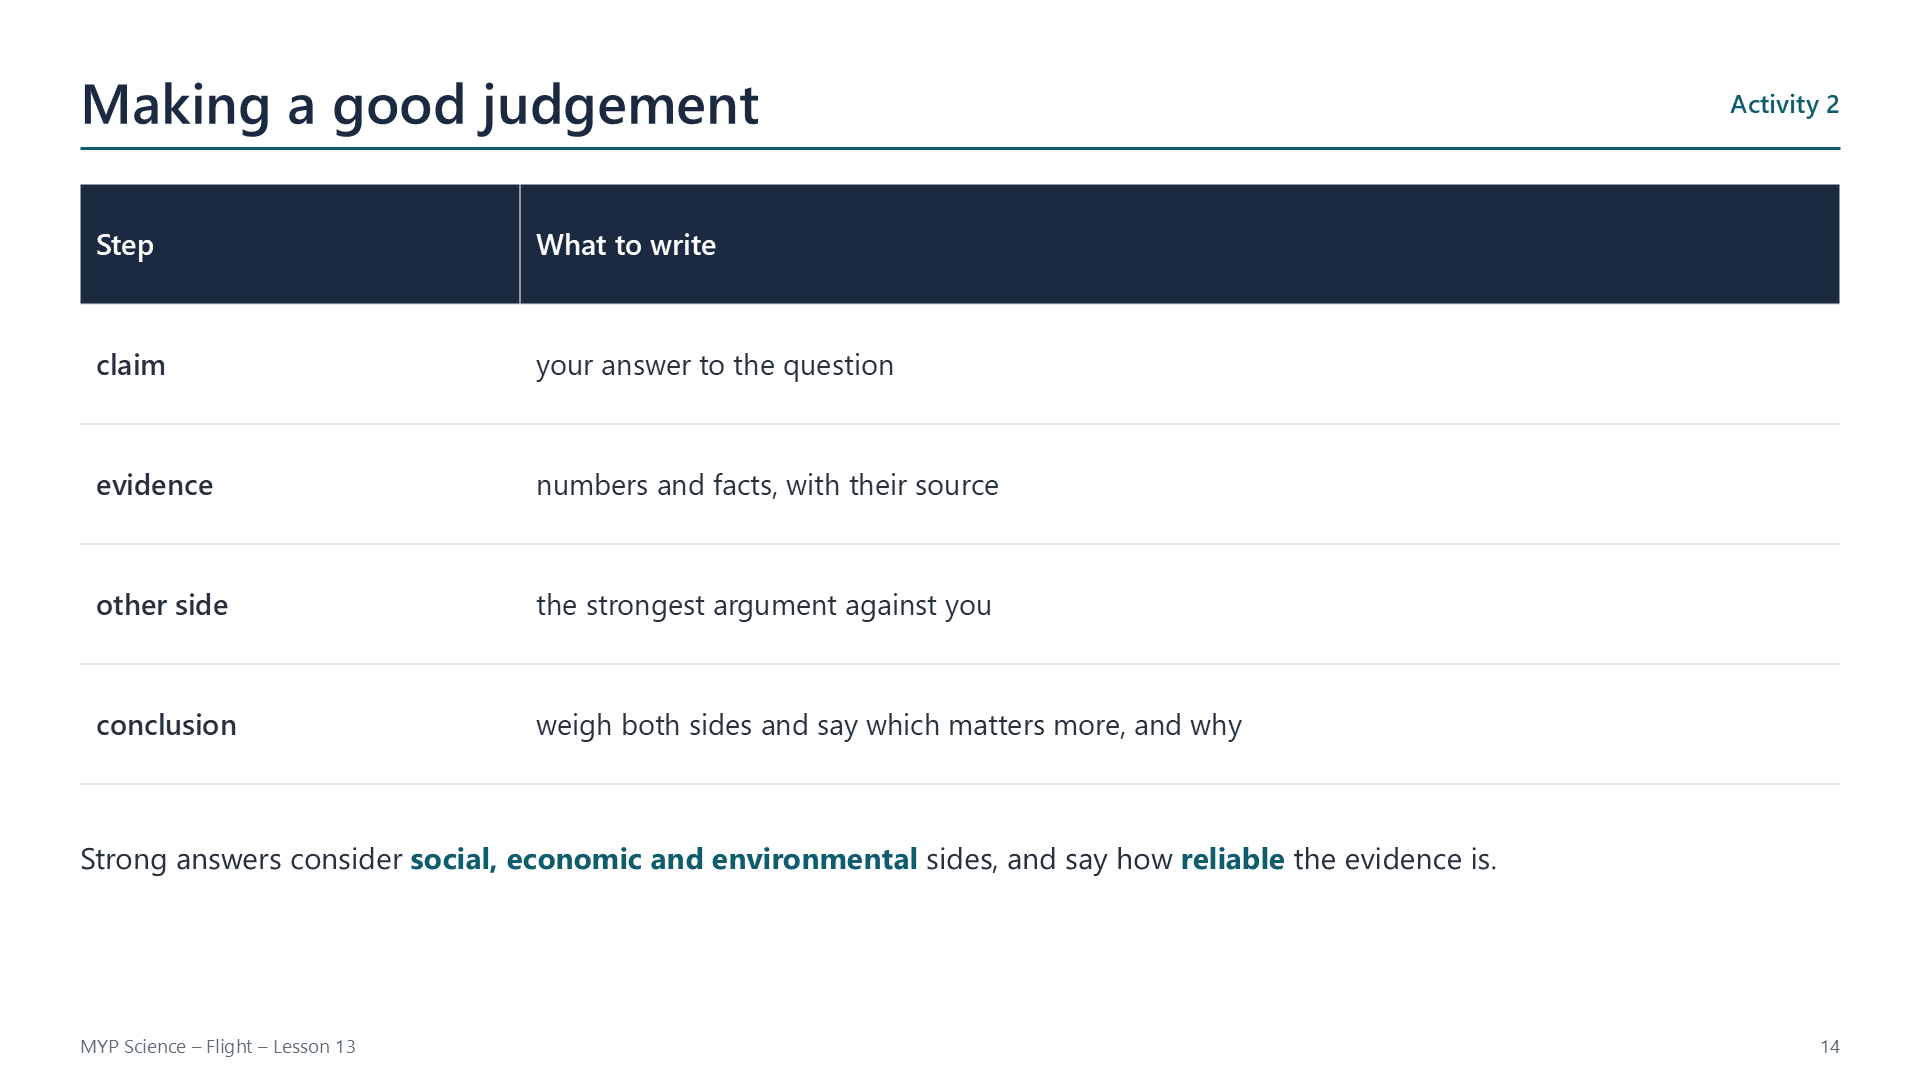 Making a good judgement
Activity 2
Step
What to write
claim
your answer to the question
evidence
numbers and facts, with their source
other side
the strongest argument against you
conclusion
weigh both sides and say which matters more, and why
Strong answers consider social, economic and environmental sides, and say how reliable the evidence is.
MYP Science – Flight – Lesson 13
14